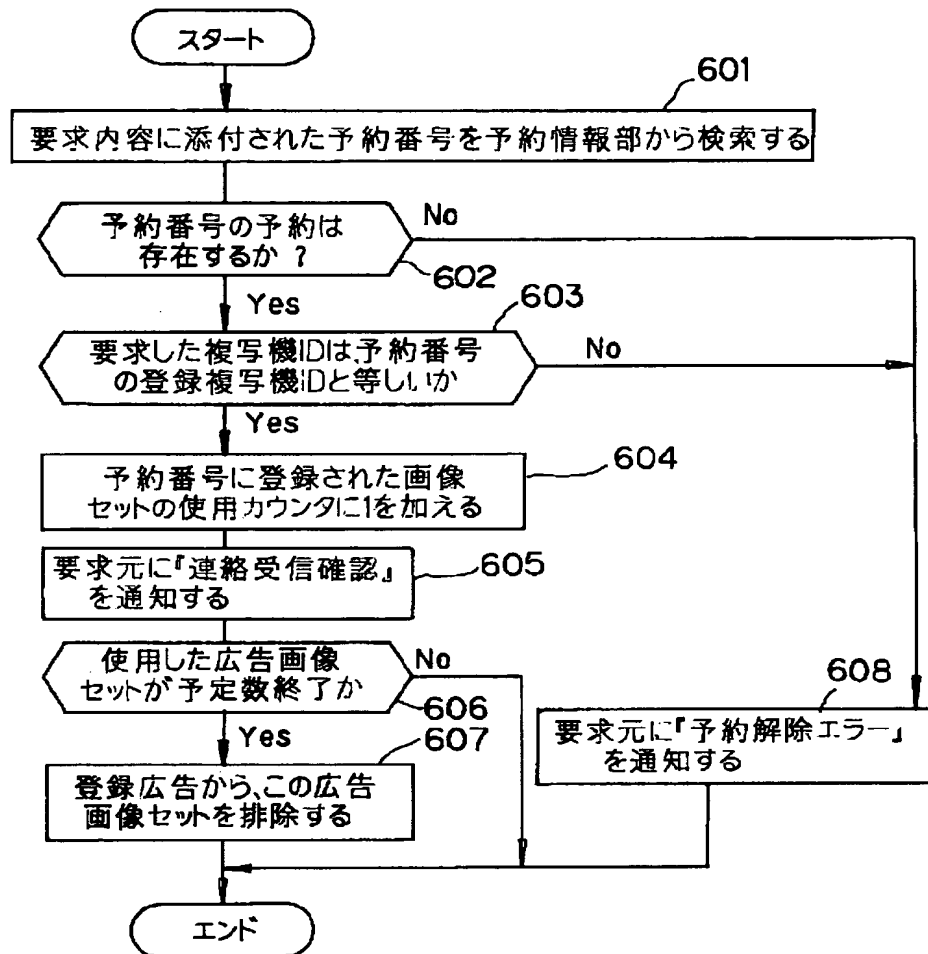 スタート
601
要求内容に添付された予約番号を予約情報部から検索する
予約番号の予約は
存在するか ?
No
602
Yes
603
要求した複写機IDは、予約番号
の登録複写機IDと等しいか
No
Yes
604
予約番号に登録された画像
セットの使用カウンタに1を加える
605
要求元に『連絡受信確認』
を通知する
使用した広告画像
セットが予定数終了か
No
606
Yes
607
608
要求元に『予約解除エラー』
を通知する
登録広告から、この広告
画像セットを排除する
エンド